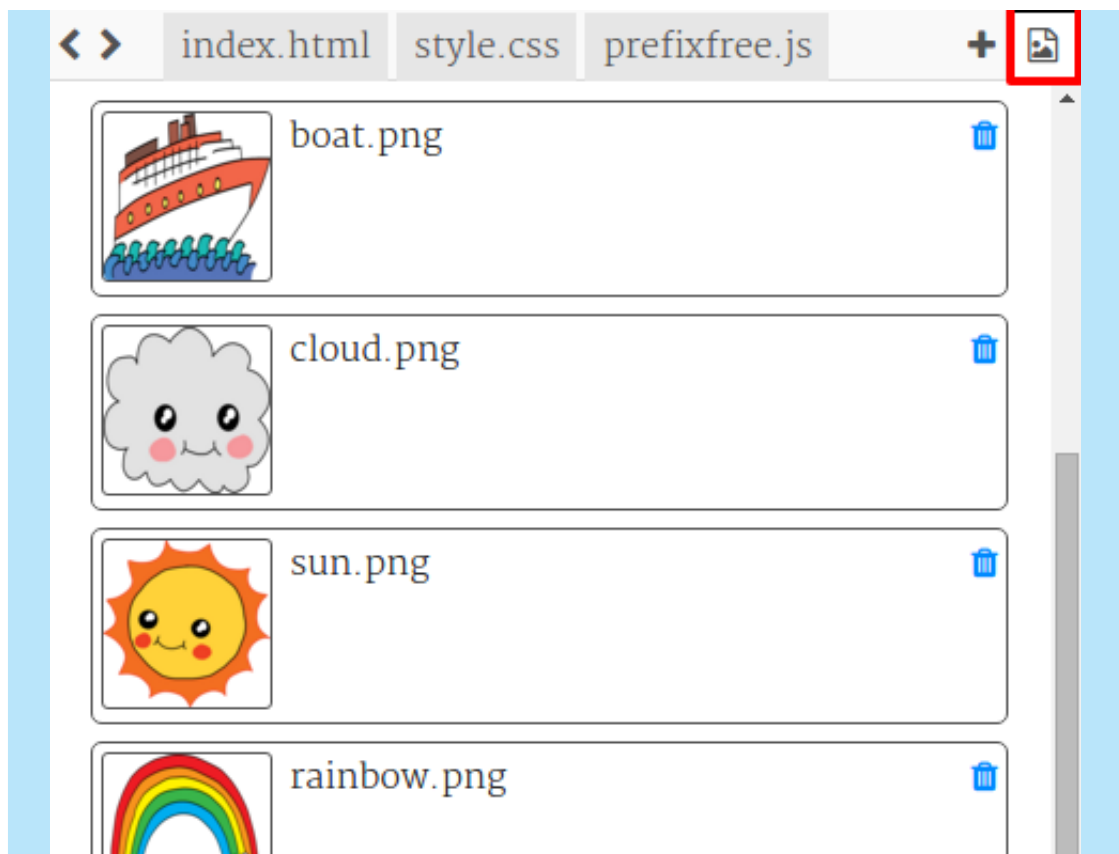 index.html style.css prefixfree.js
boat.png
cloud.png
sun.png
rainbow.png